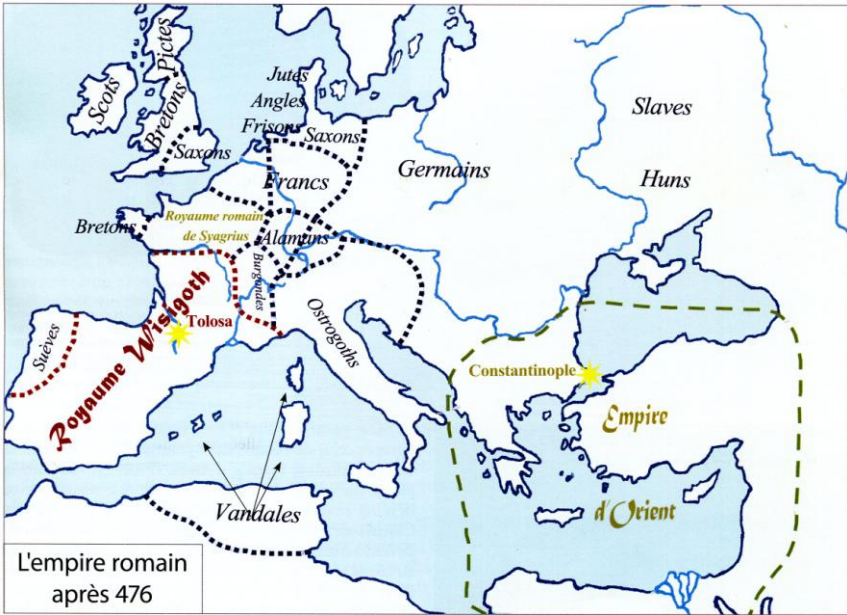 Pictes
Scots
Bretons
Saxons
Jutes
Angles
Frisons
Saxons
Slaves
Germains
Huns
Francs
Bretons
Royaume romain
de Syagrius
Alamans
Burgondes
Ostrogoths
Royaume Wisigoth
Tolosa
Suèves
Constantinople
Empire
d'Orient
Vandales
L'empire romain
après 476